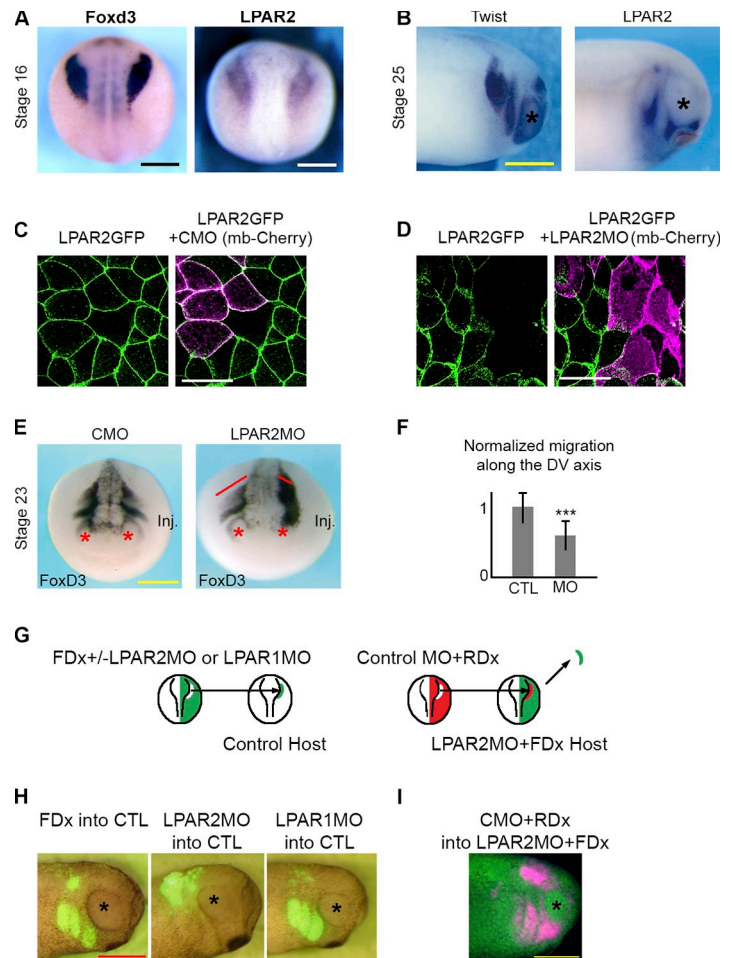 A
Foxd3
LPAR2
Stage 16
B
Twist
LPAR2
Stage 25
*
*
C
LPAR2GFP
LPAR2GFP
+CMO (mb-Cherry)
D
LPAR2GFP
LPAR2GFP
+LPAR2MO (mb-Cherry)
E
CMO
LPAR2MO
Stage 23
Inj.
* *
FoxD3
Inj.
* *
FoxD3
F
Normalized migration
along the DV axis
1
***
0
CTL
MO
G
FDx+/-LPAR2MO or LPAR1MO
Control Host
Control MO+RDx
LPAR2MO+FDx Host
H
FDx into CTL
LPAR2MO
into CTL
LPAR1MO
into CTL
*
*
*
I
CMO+RDx
into LPAR2MO+FDx
*